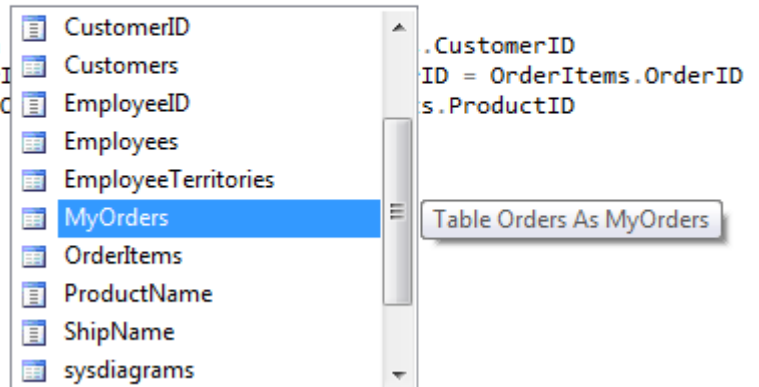 CustomerID
.CustomerID
Customers
ID = OrderItems.OrderID
EmployeeID
s.ProductID
Employees
EmployeeTerritories
MyOrders
Table Orders As MyOrders
OrderItems
ProductName
ShipName
sysdiagrams